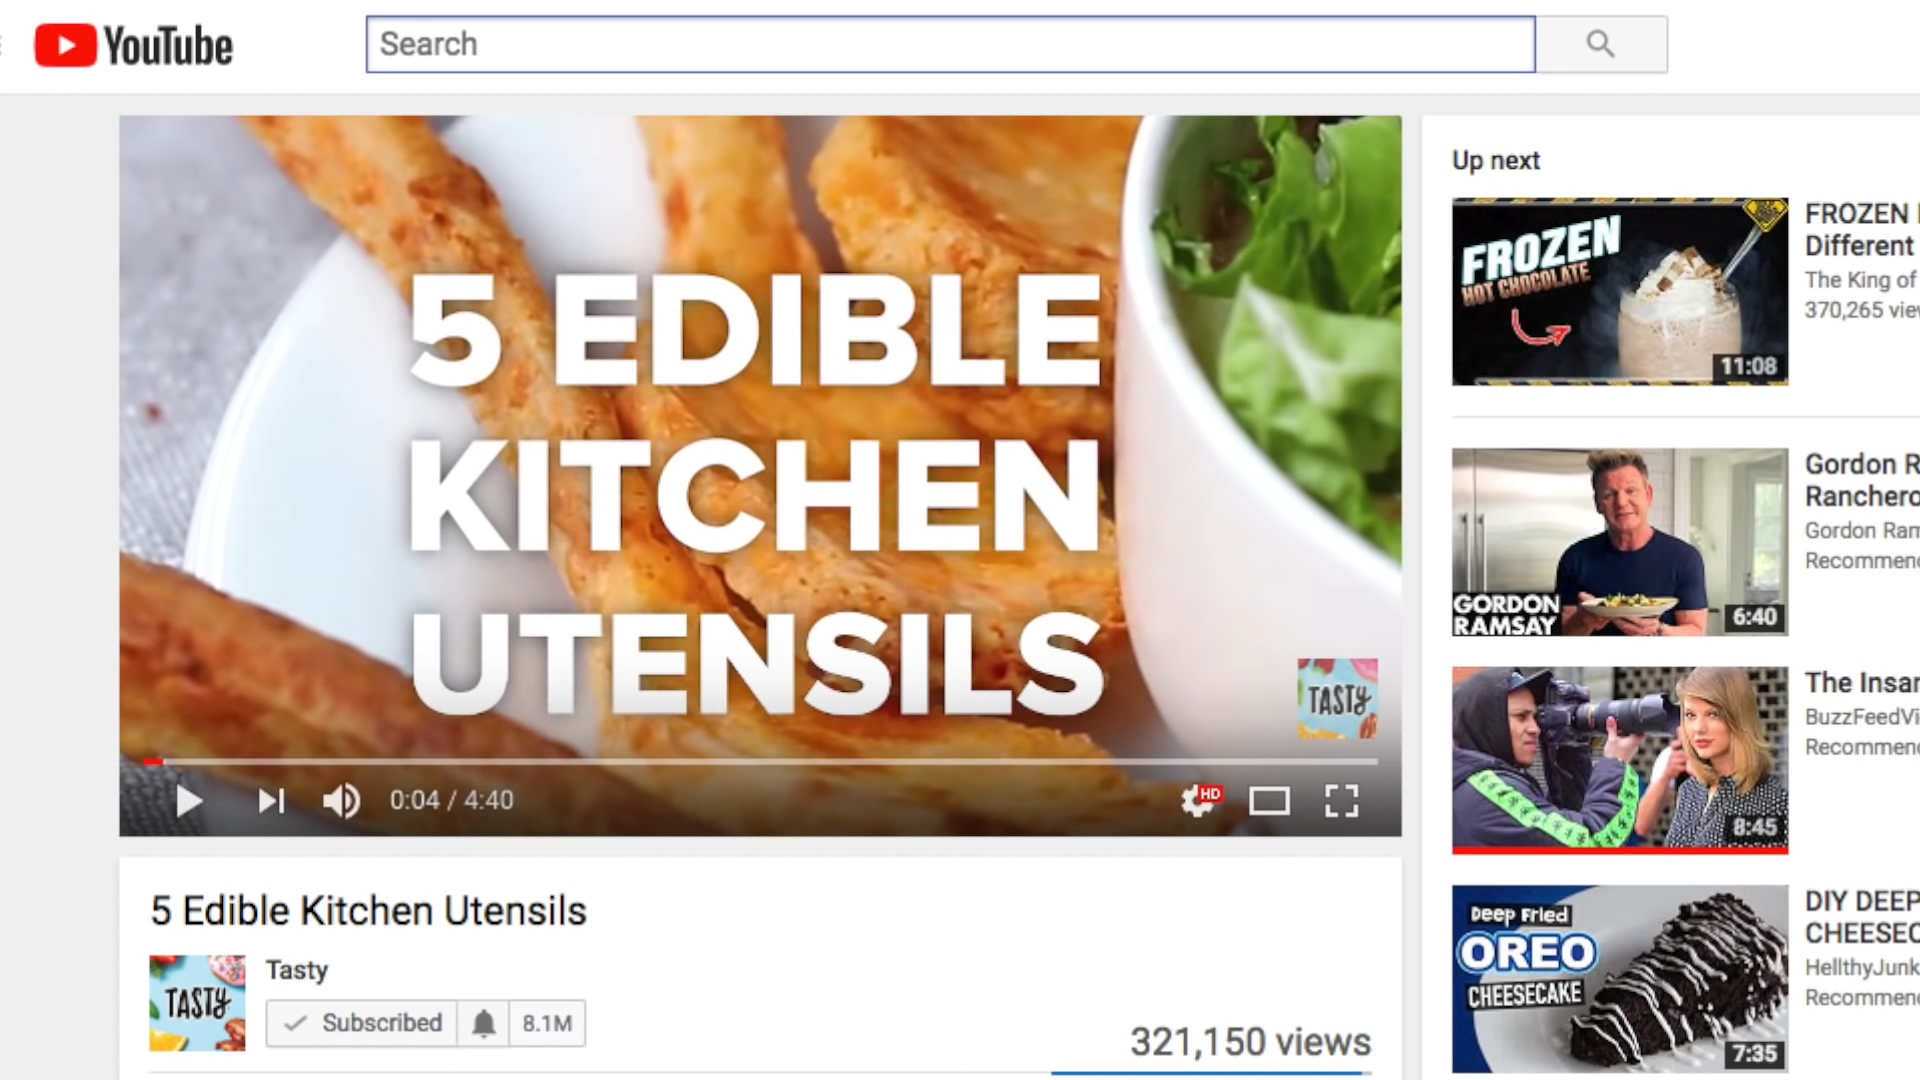 YouTube
Search
5 EDIBLE
KITCHEN
UTENSILS
TASTY
0:04 / 4:40
HD
5 Edible Kitchen Utensils
TASTY
Tasty
Subscribed
8.1M
321,150 views
Up next
FROZEN
HOT CHOCOLATE
11:08
FROZEN
Different
The King of
370,265
GORDON
RAMSAY
6:40
Gordon R
Ranchero
Gordon Ram
Recommen
8:45
The Insan
BuzzFeedVi
Recommen
Deep Fried
OREO
CHEESECAKE
7:35
DIY DEEP
CHEESEC
HellthyJunk
Recommen